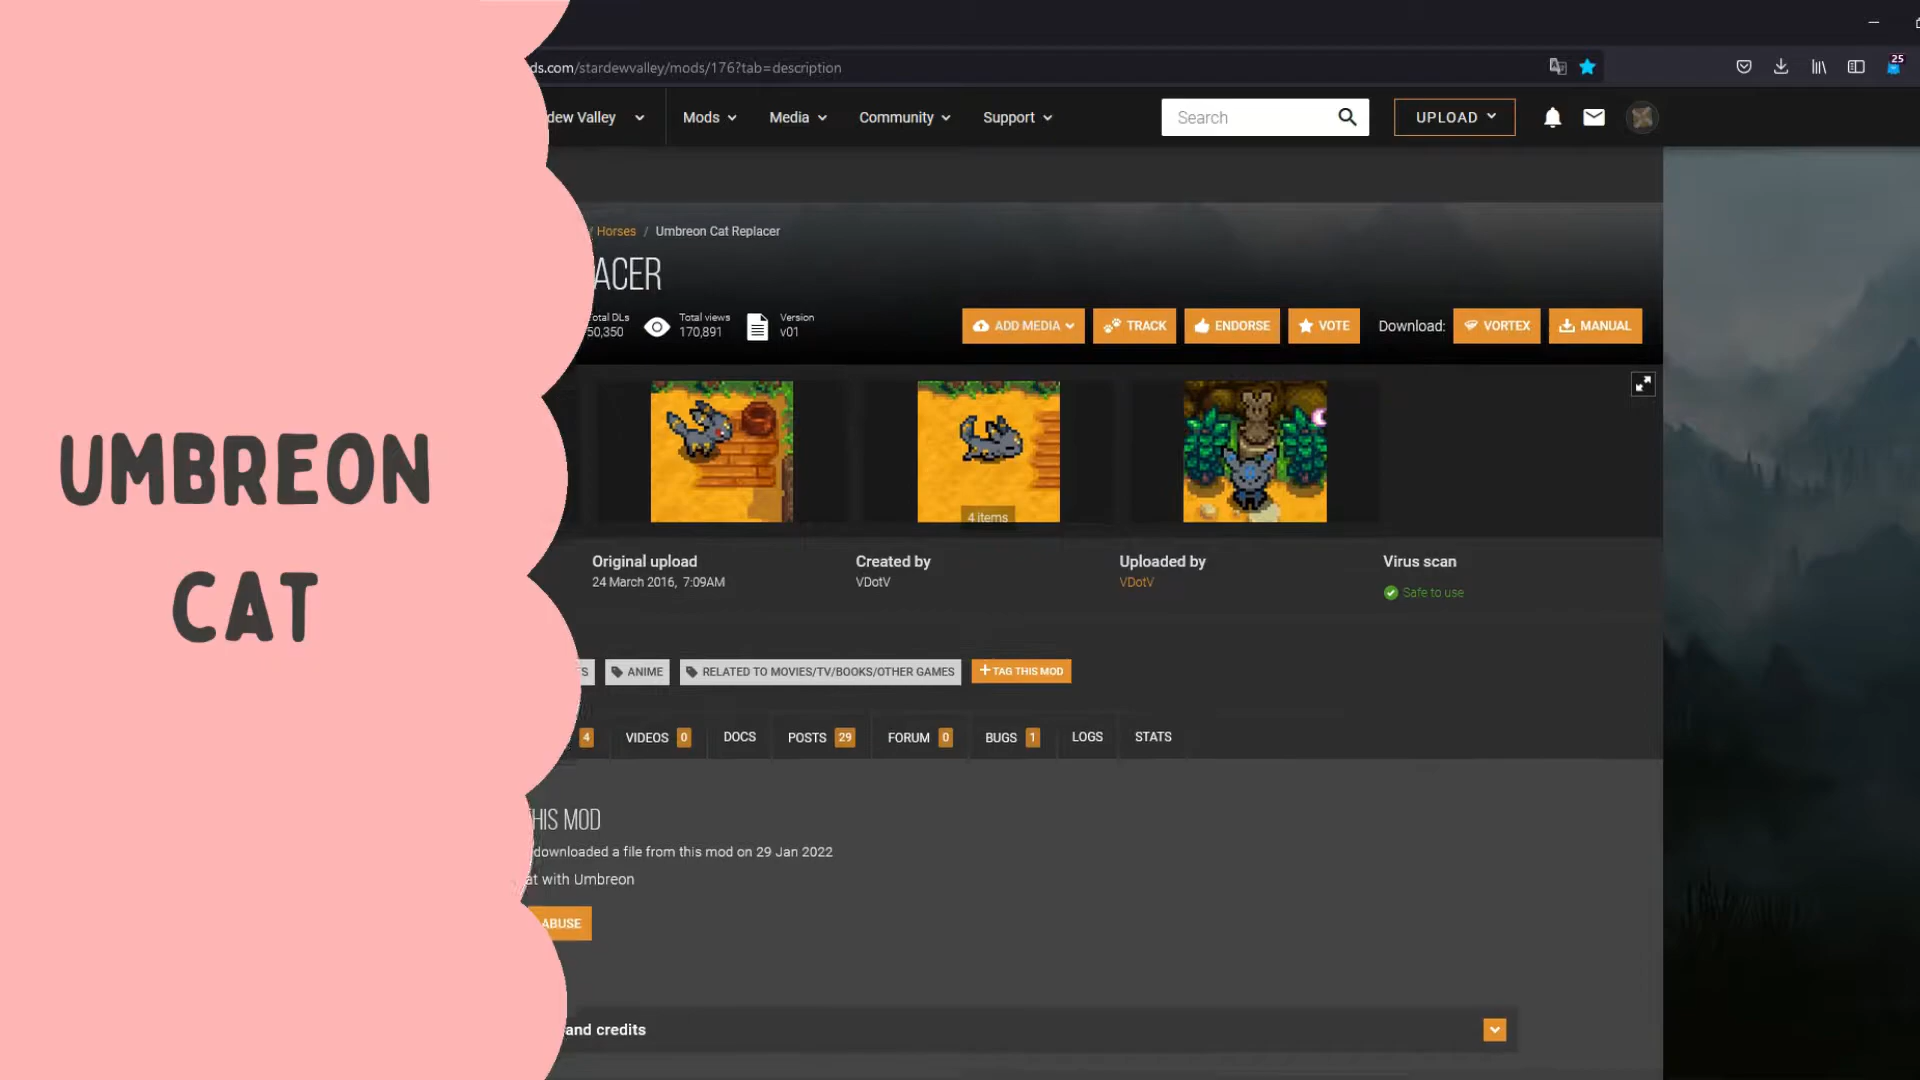 25
ds.com/stardewvalley/mods/176?tab=description
dew Valley
Mods
Media
Community
Support
Search
UPLOAD
/ Horses / Umbreon Cat Replacer
ACER
Total DLs
50,350
Total views
170,891
Version
v01
ADD MEDIA
TRACK
ENDORSE
VOTE
Download:
VORTEX
MANUAL
UMBREON
CAT
4 items
Original upload
24 March 2016, 7:09AM
Created by
VDotV
Uploaded by
VDotV
Virus scan
Safe to use
S
ANIME
RELATED TO MOVIES/TV/BOOKS/OTHER GAMES
+TAG THIS MOD
4
VIDEOS 0
DOCS
POSTS 29
FORUM 0
BUGS 1
LOGS
STATS
HIS MOD
downloaded a file from this mod on 29 Jan 2022
at with Umbreon
ABUSE
and credits